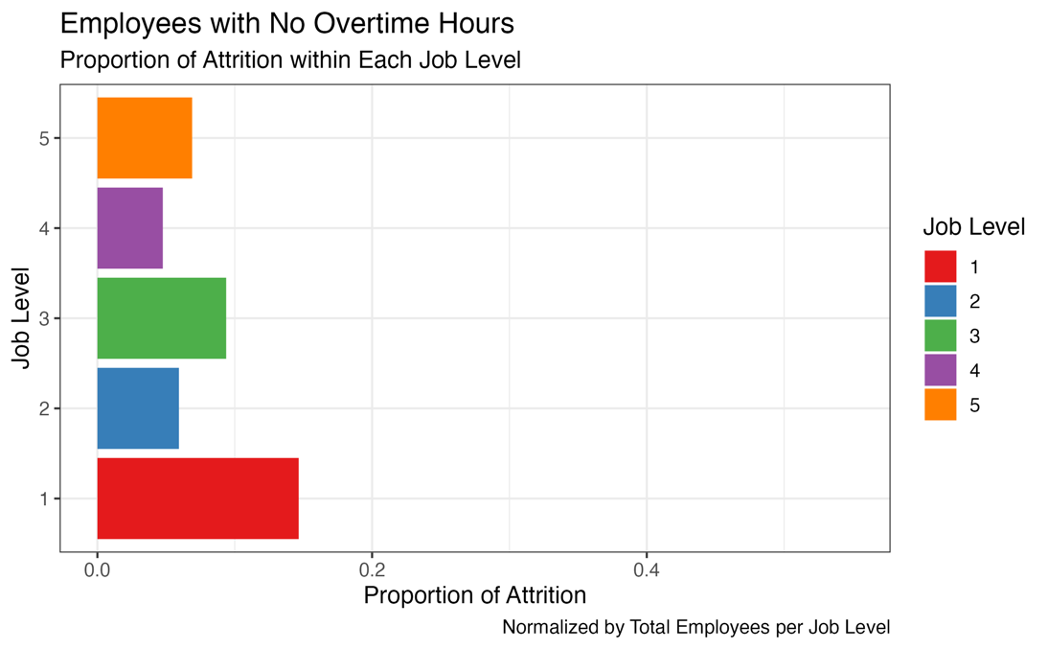 Employees with No Overtime Hours
Proportion of Attrition within Each Job Level
5
4
3
2
1
Job Level
0.0
0.2
0.4
Proportion of Attrition
Normalized by Total Employees per Job Level
Job Level
1
2
3
4
5